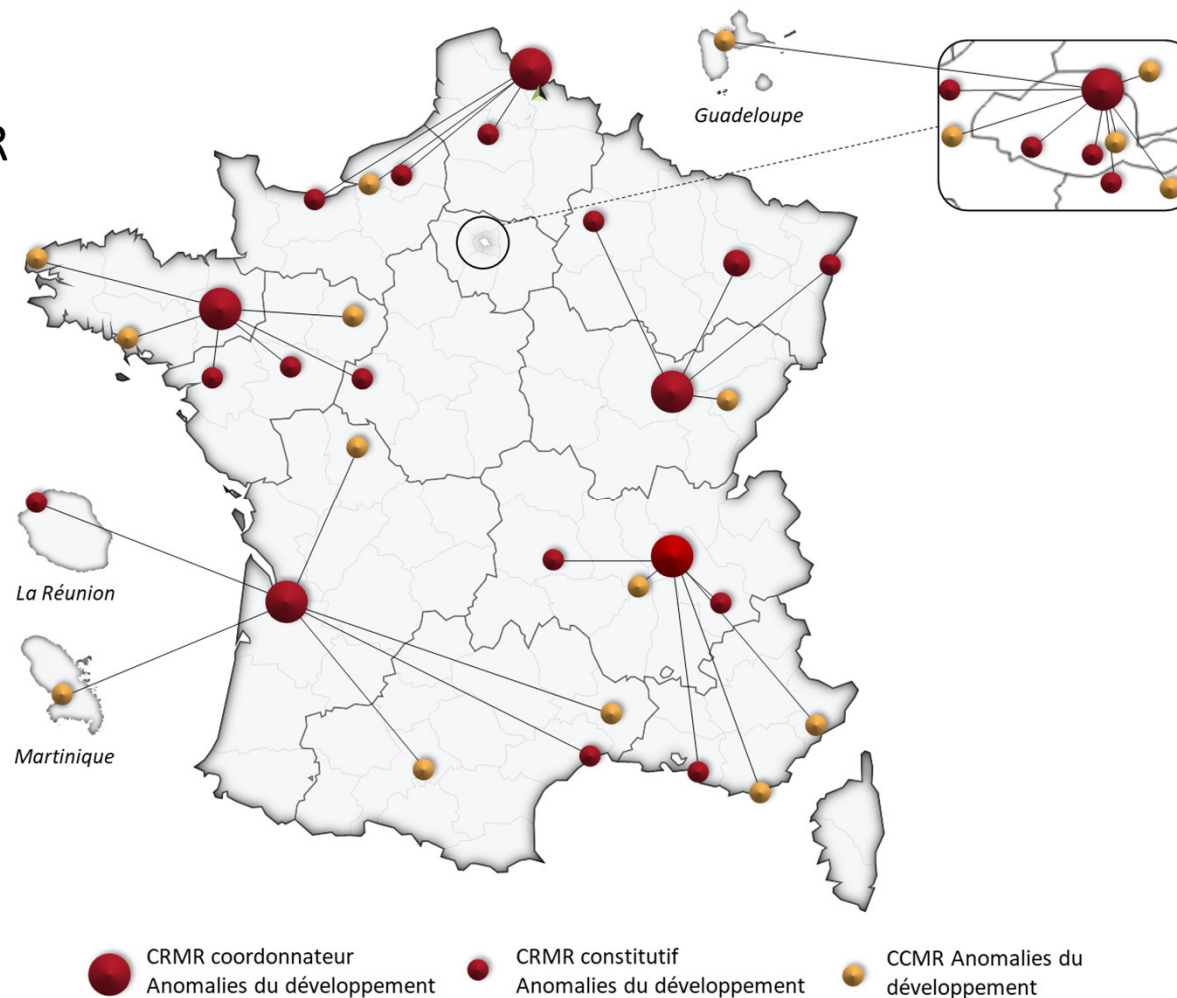 R
Guadeloupe
La Réunion
Martinique
CRMR coordonnateur
Anomalies du développement
CRMR constitutif
Anomalies du développement
CCMR Anomalies du
développement